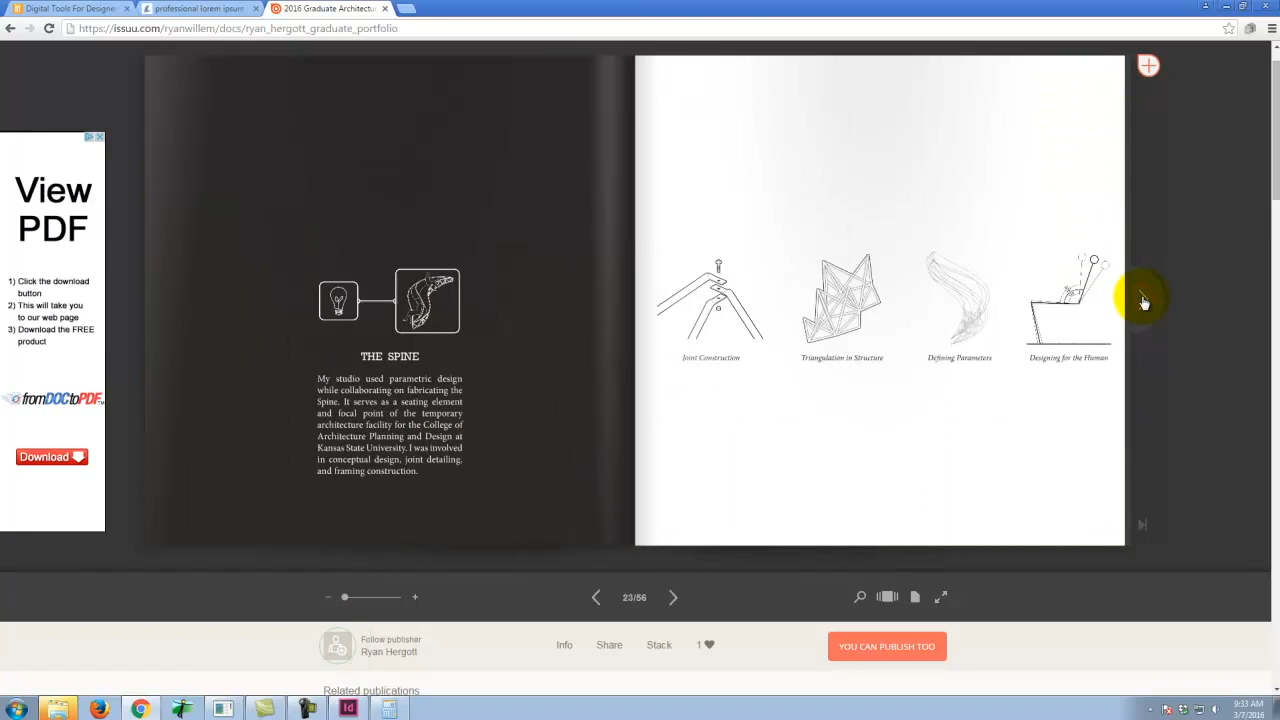 Digital Tools For Designer
professional lorem ipsum
2016 Graduate Architectu
https://issuu.com/ryanwillem/docs/ryan_hergott_graduate_portfolio
View
PDF
1) Click the download
button
2) This will take you
to our web page
3) Download the FREE
product
fromDOCtoPDF
Download
THE SPINE
My studio used parametric design
while collaborating on fabricating the
Spine. It serves as a seating element
and focal point of the temporary
architecture facility for the College of
Architecture Planning and Design at
Kansas State University. I was involved
in conceptual design, joint detailing,
and framing construction.
Joint Construction
Triangulation in Structure
Defining Parameters
Designing for the Human
23/56
Follow publisher
Ryan Hergott
Info
Share
Stack
1
YOU CAN PUBLISH TOO
Related publications
Id
9:33 AM
3/7/2016